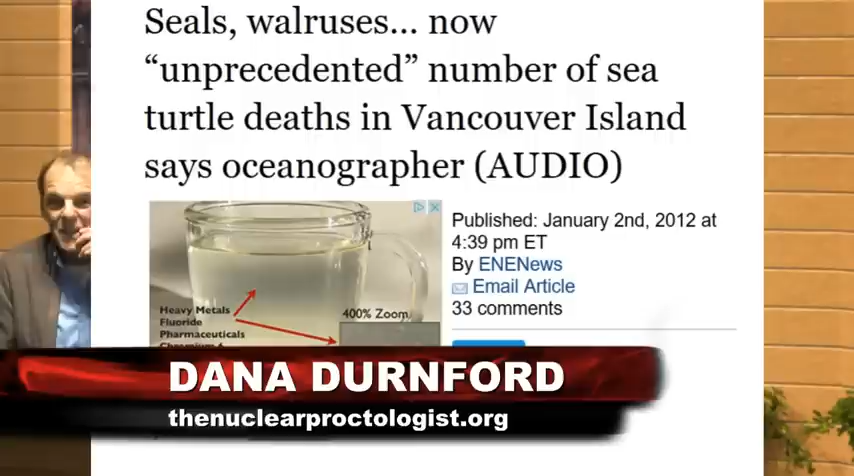 Seals, walruses... now
“unprecedented” number of sea
turtle deaths in Vancouver Island
says oceanographer (AUDIO)
Published: January 2nd, 2012 at
4:39 pm ET
By ENENews
Email Article
33 comments
Heavy Metals
Fluoride
Pharmaceuticals
400% Zoom
DANA DURNFORD
thenuclearproctologist.org